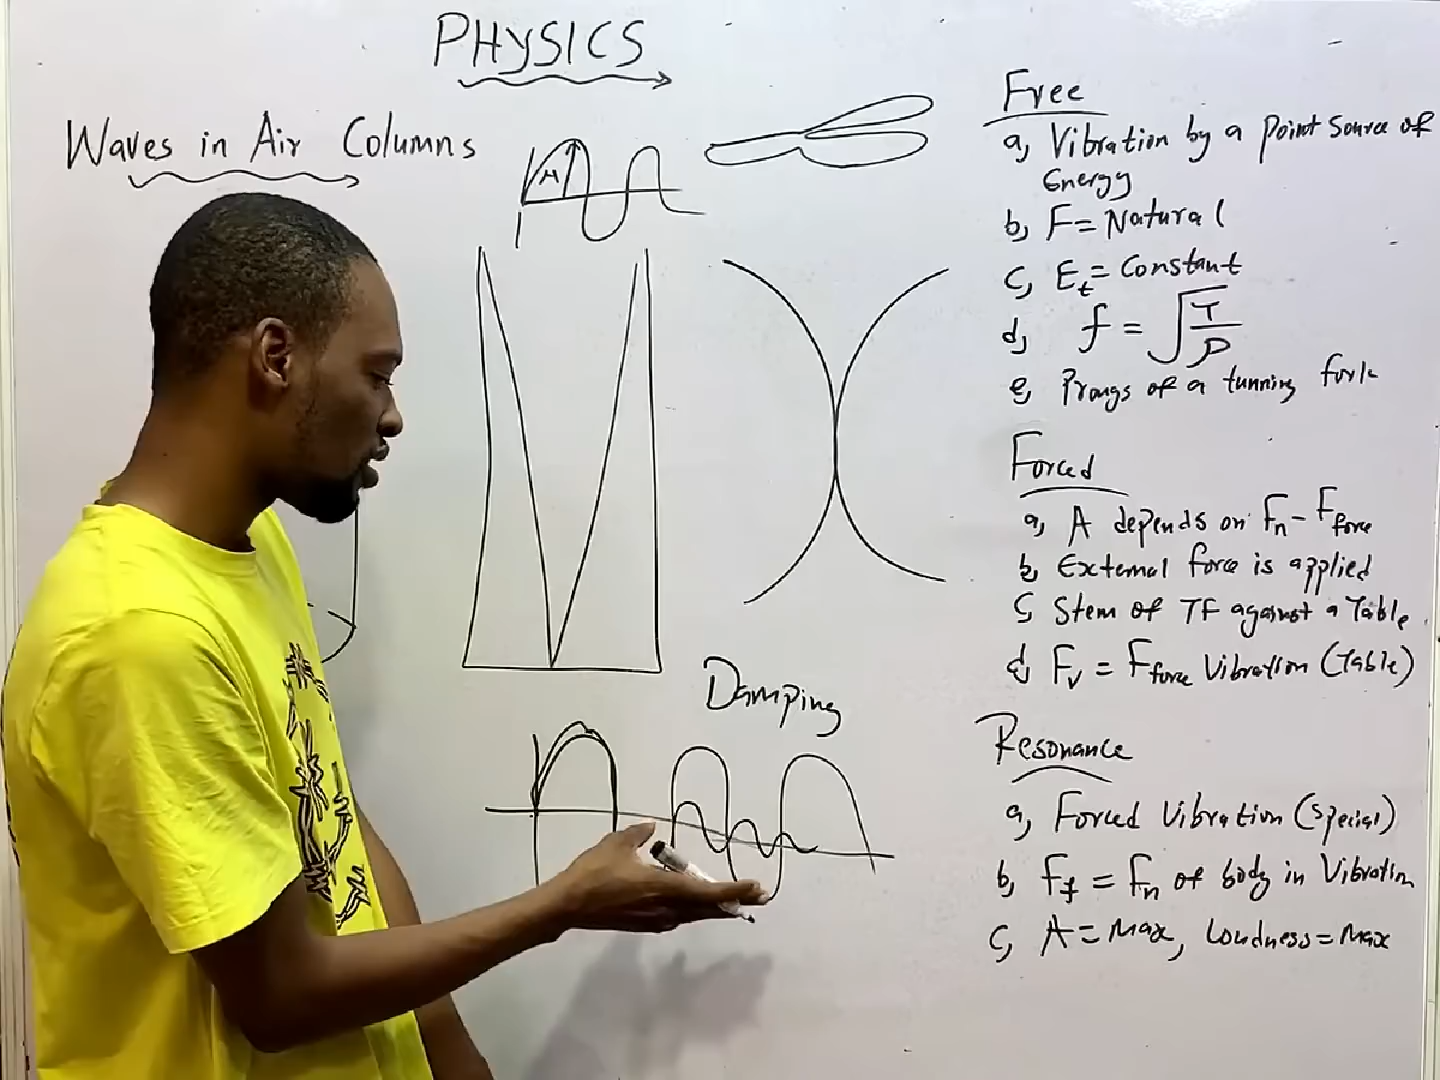 PHYSICS
Waves in Air Columns
A
Damping
Free
a, Vibration by a point source of
Energy
b, F = Natural
c, Et = Constant
d, f = √T/ρ
e, Prongs of a tunning fork
Forced
a, A depends on Fn - Fforce
b, External force is applied
c, Stem of TF against a Table
d, Fv = Fforce Vibration (Table)
Resonance
a, Forced Vibration (Special)
b, Ff = Fn of body in Vibration
c, A = Max, Loudness = Max